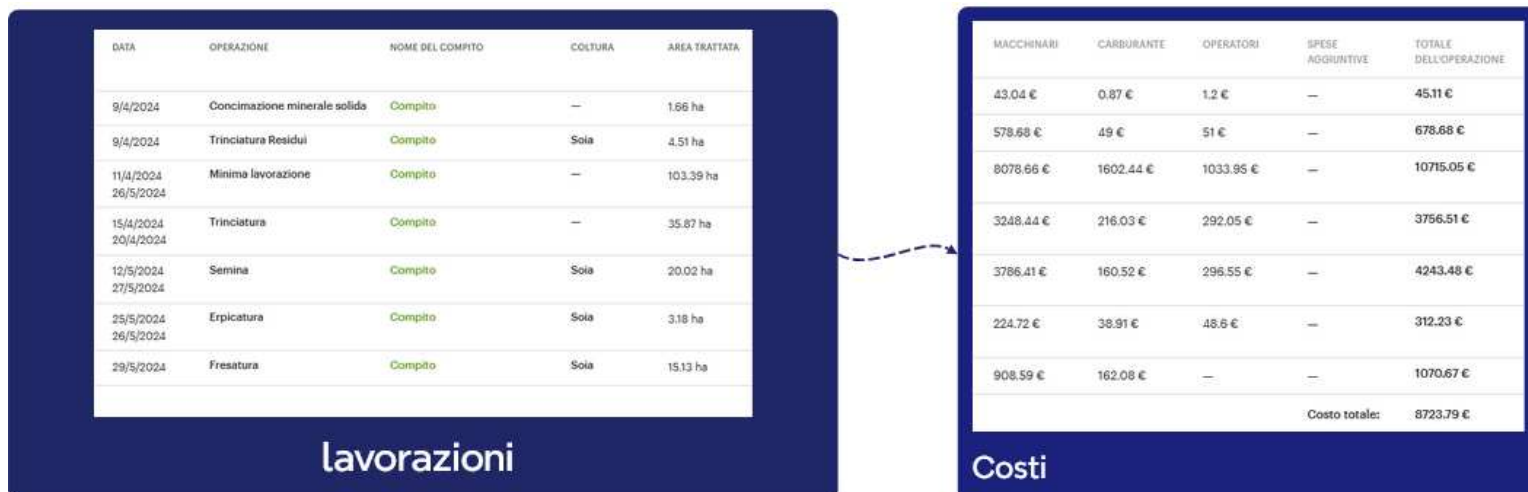 DATA OPERAZIONE NOME DEL COMPITO COLTURA AREA TRATTATA
9/4/2024 Concimazione minerale solida Compito — 1.66 ha
9/4/2024 Trinciatura Residui Compito Soia 4.51 ha
11/4/2024 Minima lavorazione Compito — 103.39 ha
26/5/2024
15/4/2024 Trinciatura Compito — 35.87 ha
20/4/2024
12/5/2024 Semina Compito Soia 20.02 ha
27/5/2024
25/5/2024 Erpicatura Compito Soia 3.18 ha
26/5/2024
29/5/2024 Fresatura Compito Soia 15.13 ha
lavorazioni
MACCHINARI CARBURANTE OPERATORI SPESE TOTALE
AGGIUNTIVE DELL'OPERAZIONE
43.04 € 0.87 € 1.2 € — 45.11 €
578.68 € 49 € 51 € — 678.68 €
8078.66 € 1602.44 € 1033.95 € — 10715.05 €
3248.44 € 216.03 € 292.05 € — 3756.51 €
3786.41 € 160.52 € 296.55 € — 4243.48 €
224.72 € 38.91 € 48.6 € — 312.23 €
908.59 € 162.08 € — — 1070.67 €
Costo totale: 8723.79 €
Costi